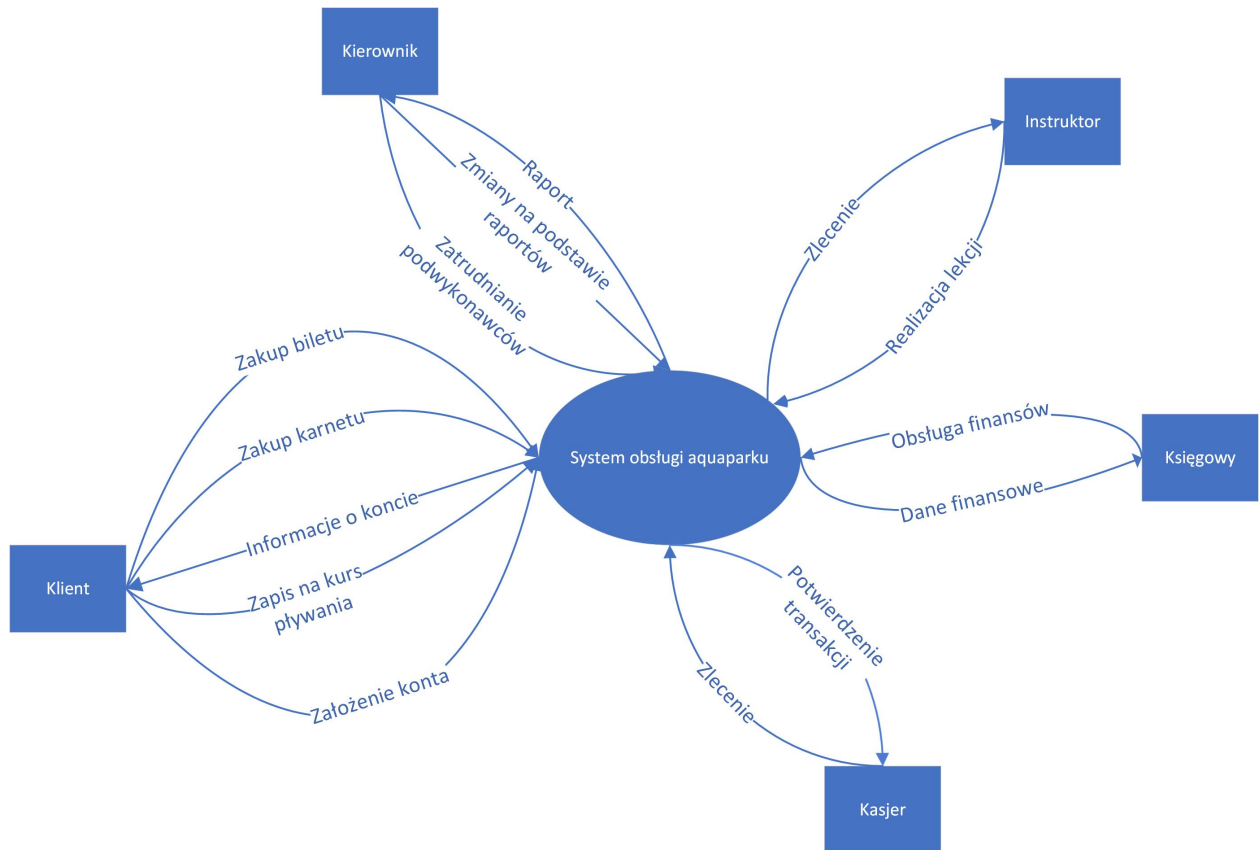 Kierownik
Instruktor
Raport
Zmiany na podstawie
raportów
Zatrudnianie
podwykonawców
Zlecenie
Realizacja lekcji
Zakup biletu
Zakup karnetu
Informacje o koncie
Zapis na kurs
pływania
Założenie konta
Klient
System obsługi aquaparku
Obsługa finansów
Dane finansowe
Księgowy
Potwierdzenie
transakcji
Zlecenie
Kasjer